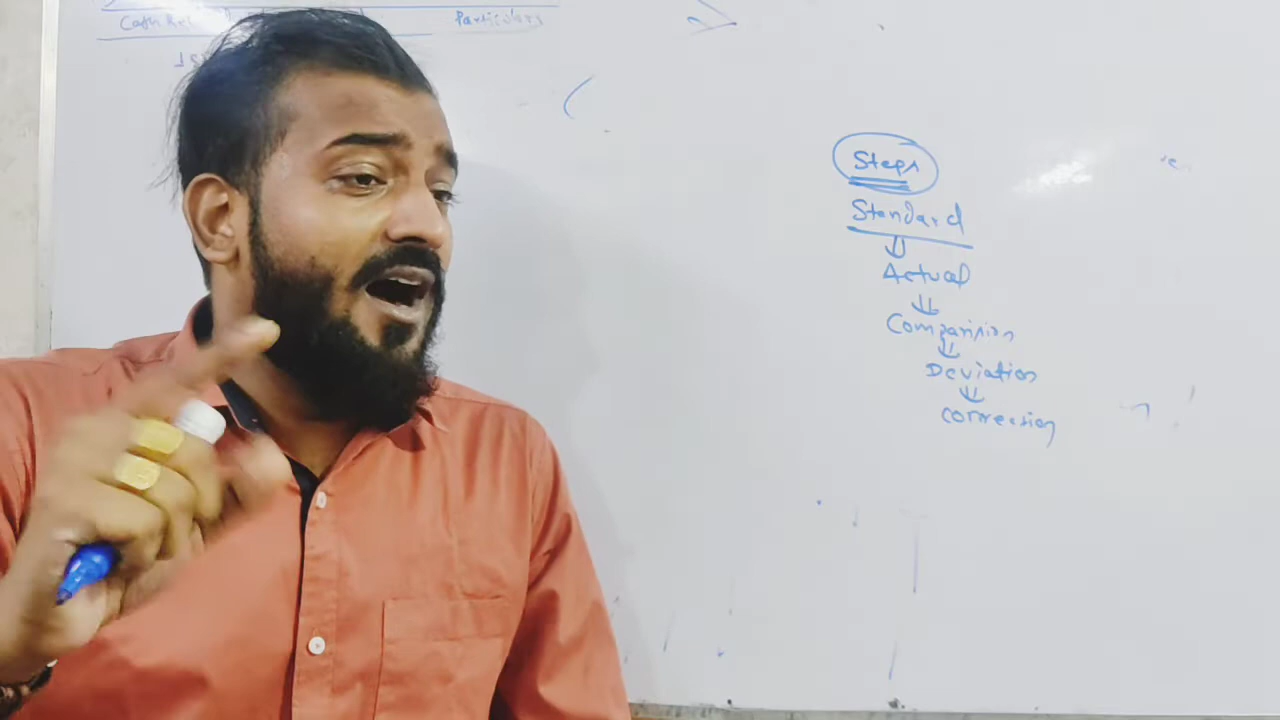 Particulars
Steps
Standard
Actual
Comparision
Deviation
Correction